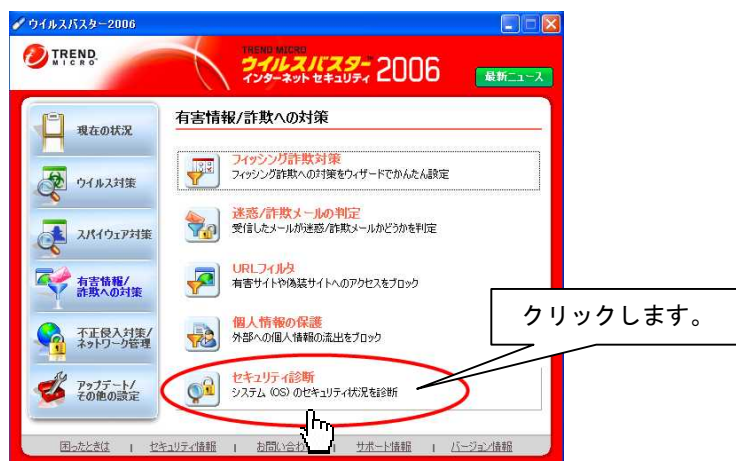 ウイルスバスター2006
TREND
MICRO
TREND MICRO
ウイルスバスター™
インターネット セキュリティ 2006
最新ニュース
現在の状況
ウイルス対策
スパイウェア対策
有害情報/
詐欺への対策
不正侵入対策/
ネットワーク管理
アップデート/
その他の設定
有害情報/詐欺への対策
フィッシング詐欺対策
フィッシング詐欺への対策をウィザードでかんたん設定
迷惑/詐欺メールの判定
受信したメールが迷惑/詐欺メールかどうかを判定
URLフィルタ
有害サイトや偽装サイトへのアクセスをブロック
個人情報の保護
外部への個人情報の流出をブロック
セキュリティ診断
システム (OS) のセキュリティ状況を診断
クリックします。
困ったときは | セキュリティ情報 | お問い合わ | サポート情報 | バージョン情報